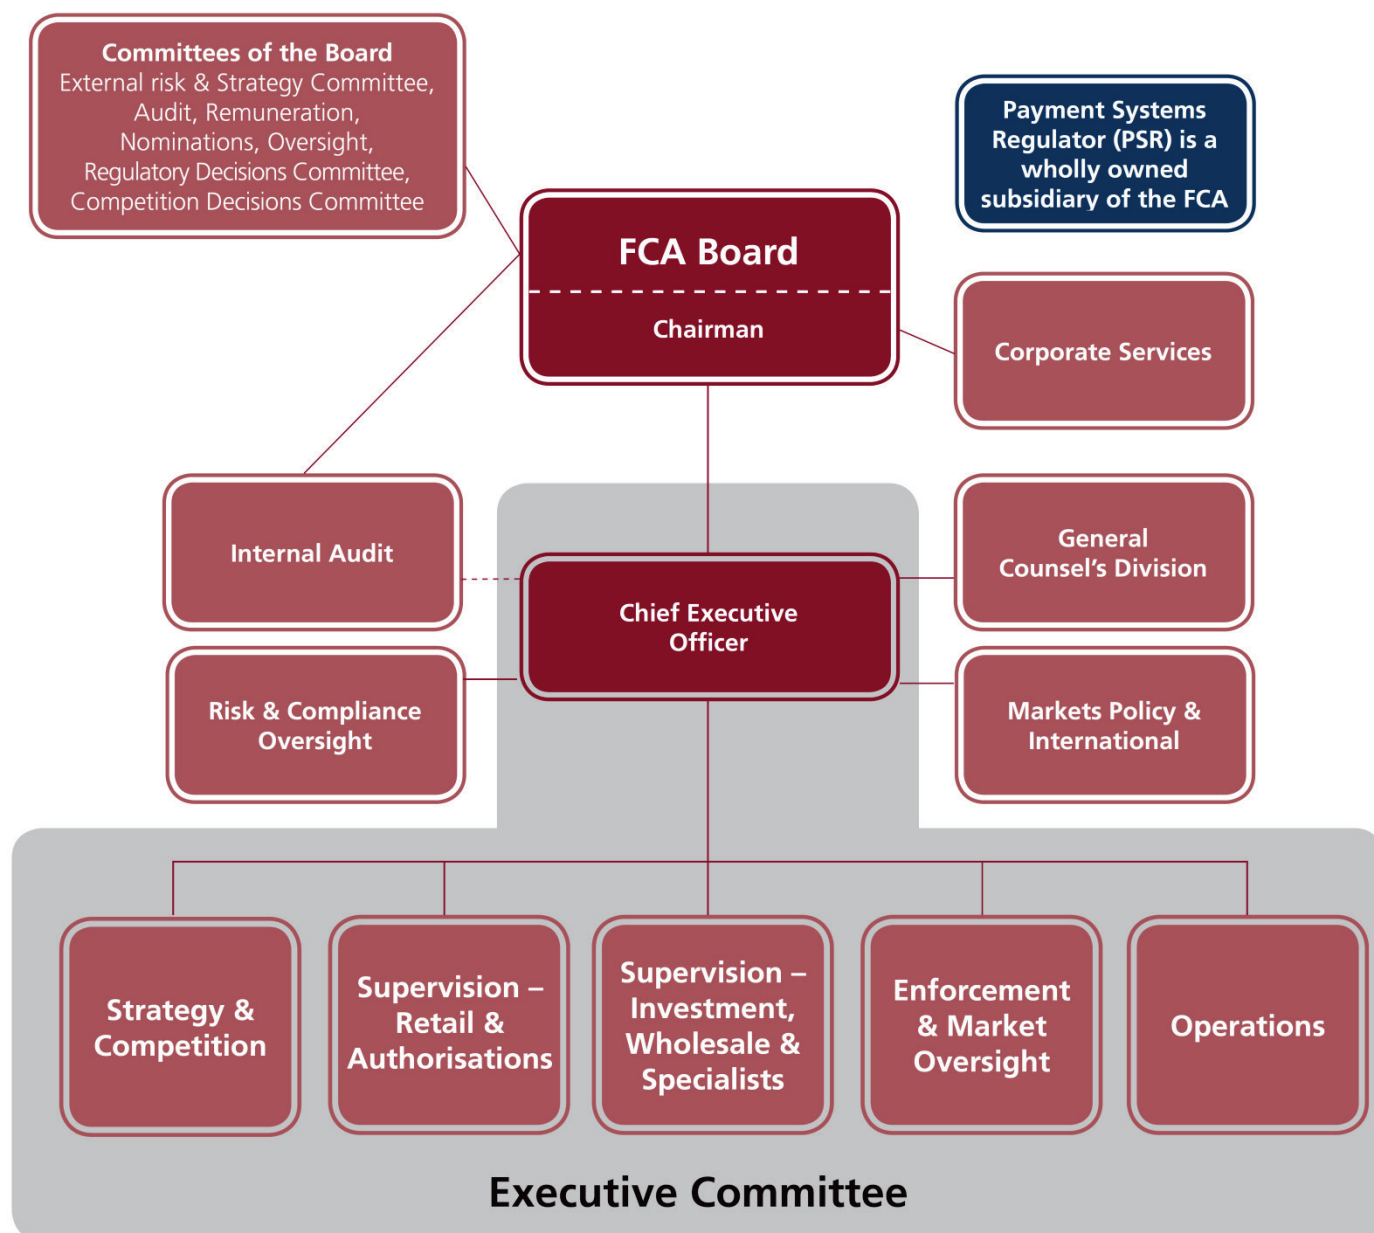 Committees of the Board
External risk & Strategy Committee,
Audit, Remuneration,
Nominations, Oversight,
Regulatory Decisions Committee,
Competition Decisions Committee
Payment Systems
Regulator (PSR) is a
wholly owned
subsidiary of the FCA
FCA Board
Chairman
Corporate Services
Internal Audit
General
Counsel’s Division
Chief Executive
Officer
Risk & Compliance
Oversight
Markets Policy &
International
Strategy &
Competition
Supervision –
Retail &
Authorisations
Supervision –
Investment,
Wholesale &
Specialists
Enforcement
& Market
Oversight
Operations
Executive Committee